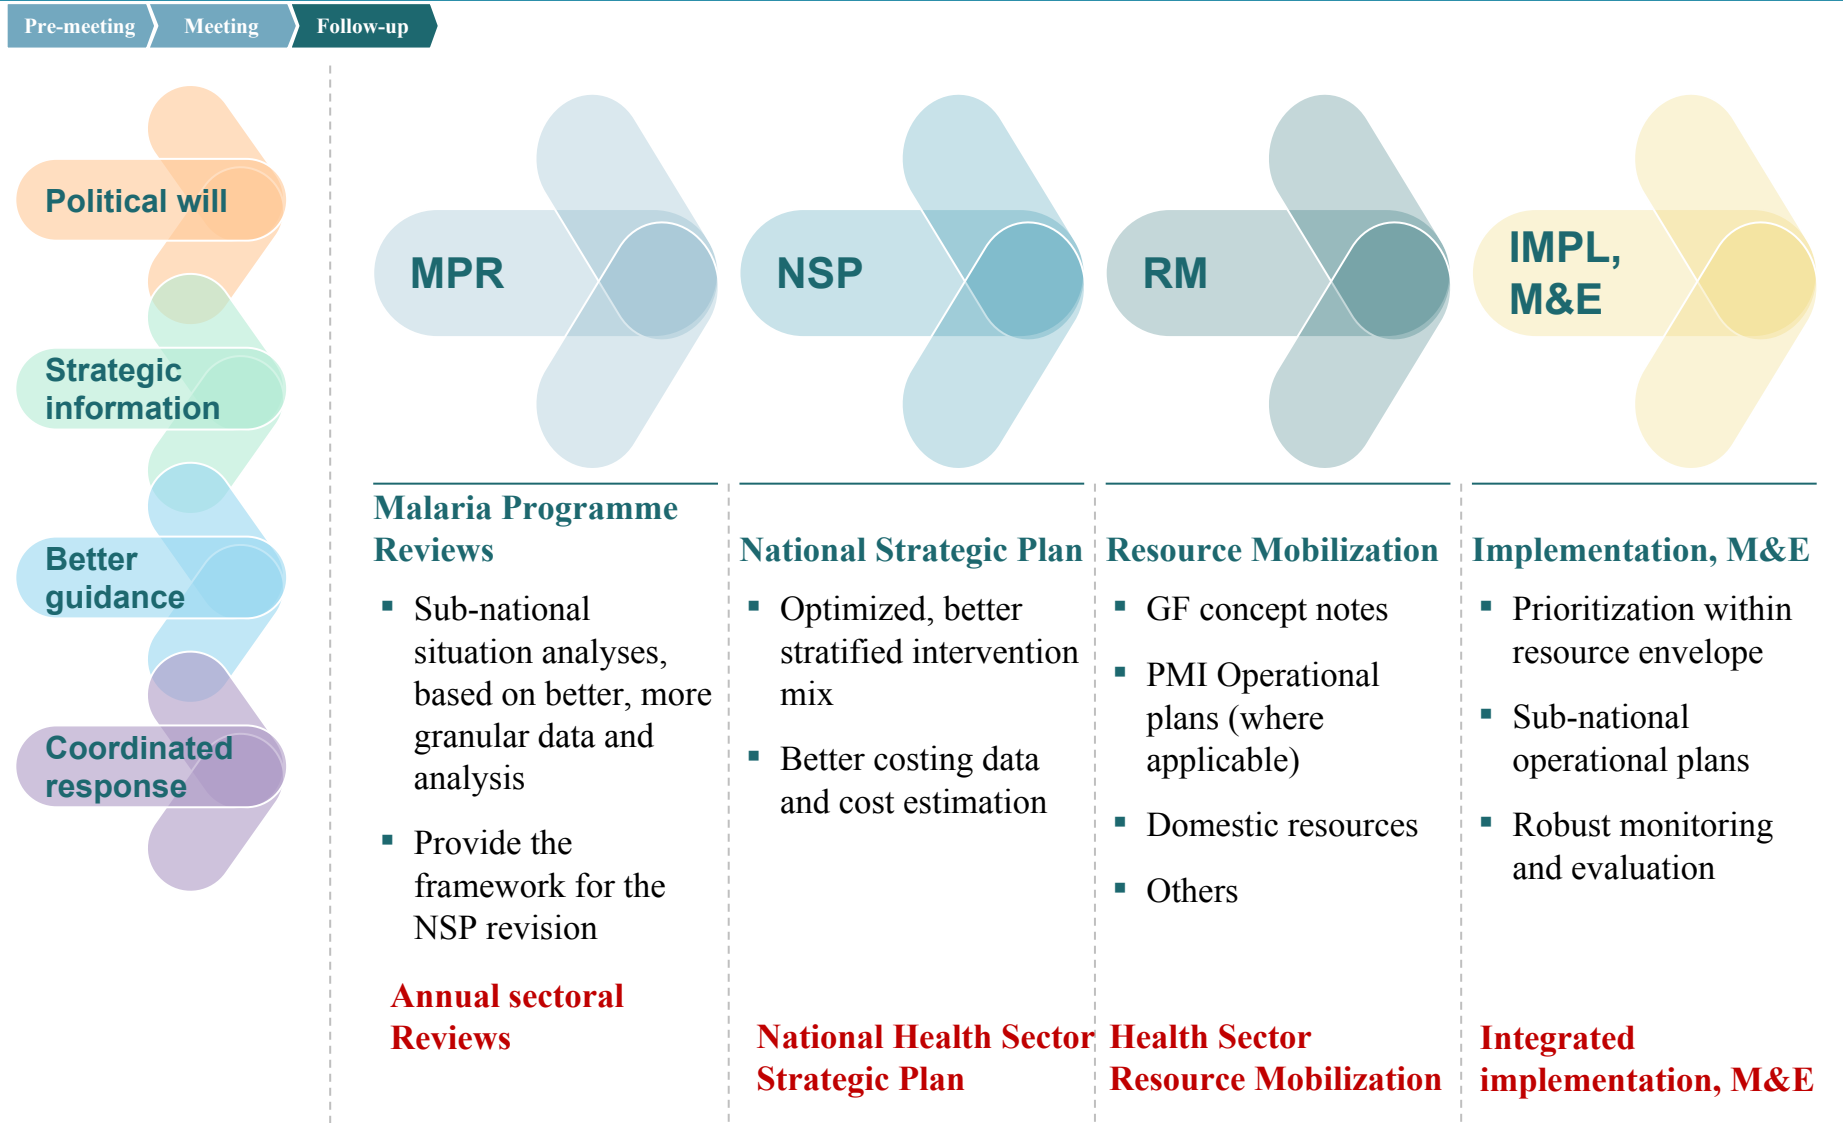 Pre-meeting
Meeting
Follow-up
Political will
Strategic
information
Better
guidance
Coordinated
response
MPR
NSP
RM
IMPL,
M&E
Malaria Programme
Reviews
▪ Sub-national
situation analyses,
based on better, more
granular data and
analysis
▪ Provide the
framework for the
NSP revision
Annual sectoral
Reviews
National Strategic Plan
▪ Optimized, better
stratified intervention
mix
▪ Better costing data
and cost estimation
National Health Sector
Strategic Plan
Resource Mobilization
▪ GF concept notes
▪ PMI Operational
plans (where
applicable)
▪ Domestic resources
▪ Others
Health Sector
Resource Mobilization
Implementation, M&E
▪ Prioritization within
resource envelope
▪ Sub-national
operational plans
▪ Robust monitoring
and evaluation
Integrated
implementation, M&E